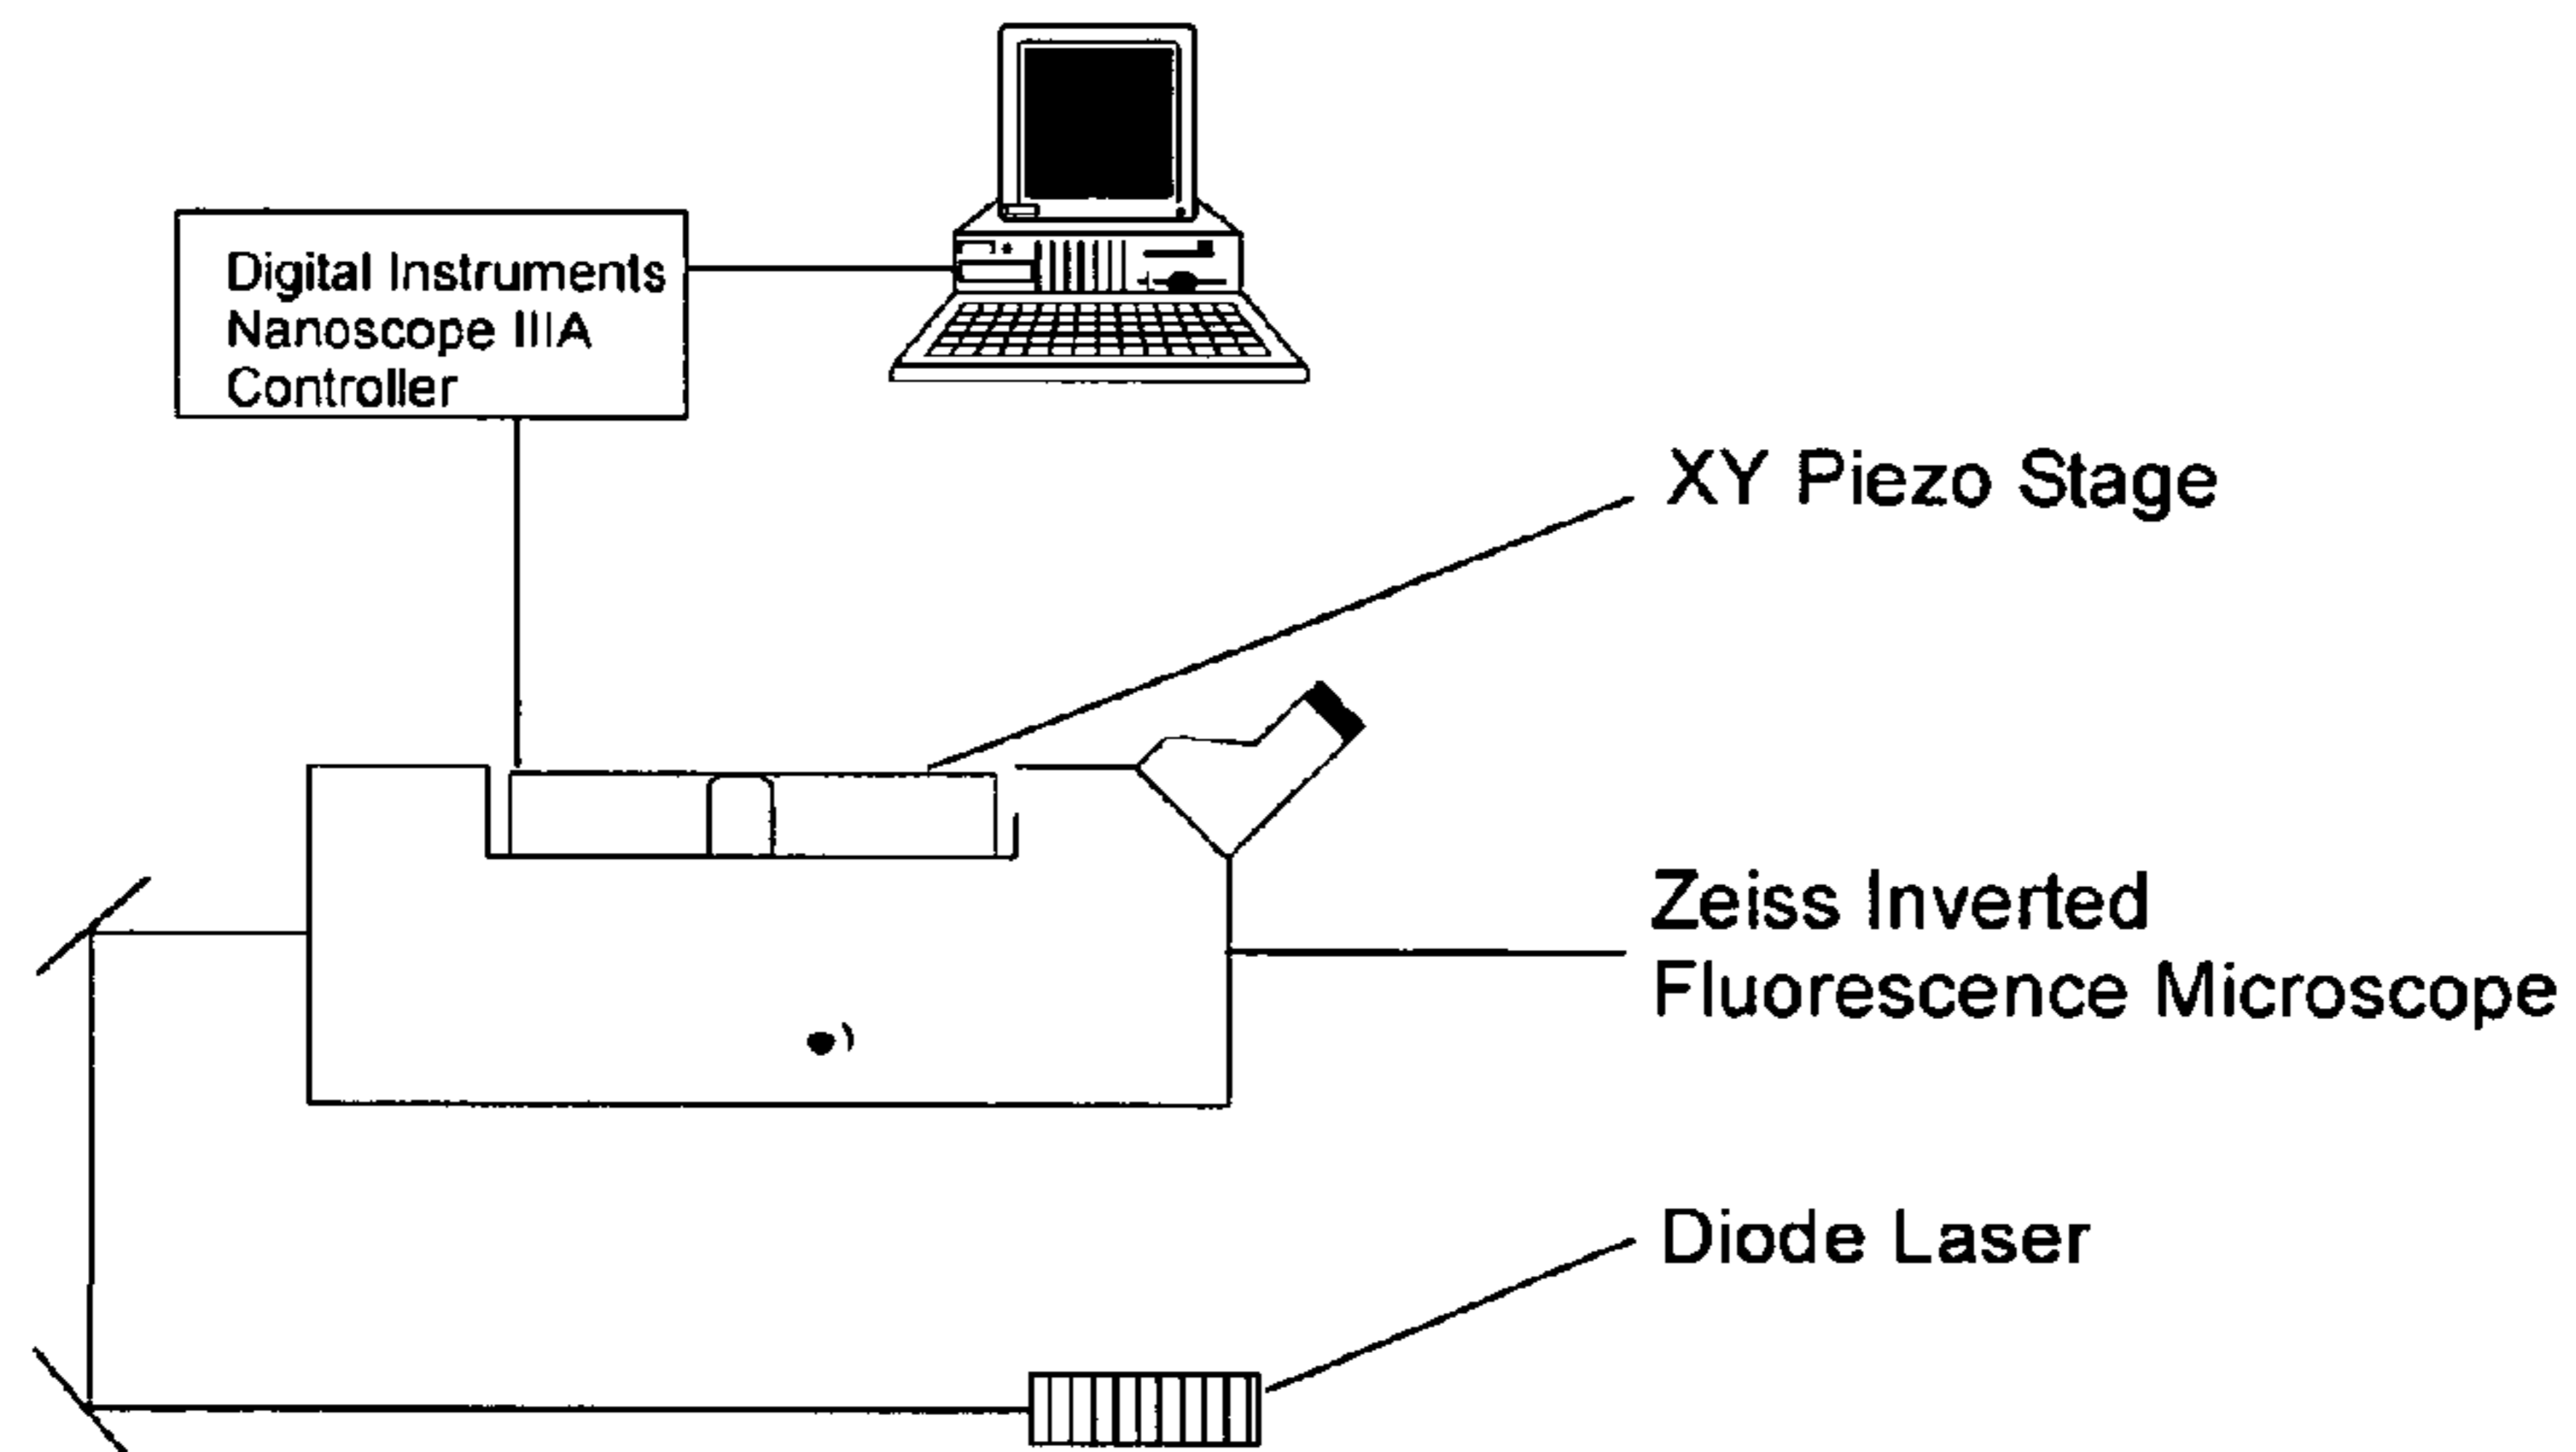 Digital Instruments
Nanoscope IIIA
Controller
XY Piezo Stage
Zeiss Inverted
Fluorescence Microscope
Diode Laser